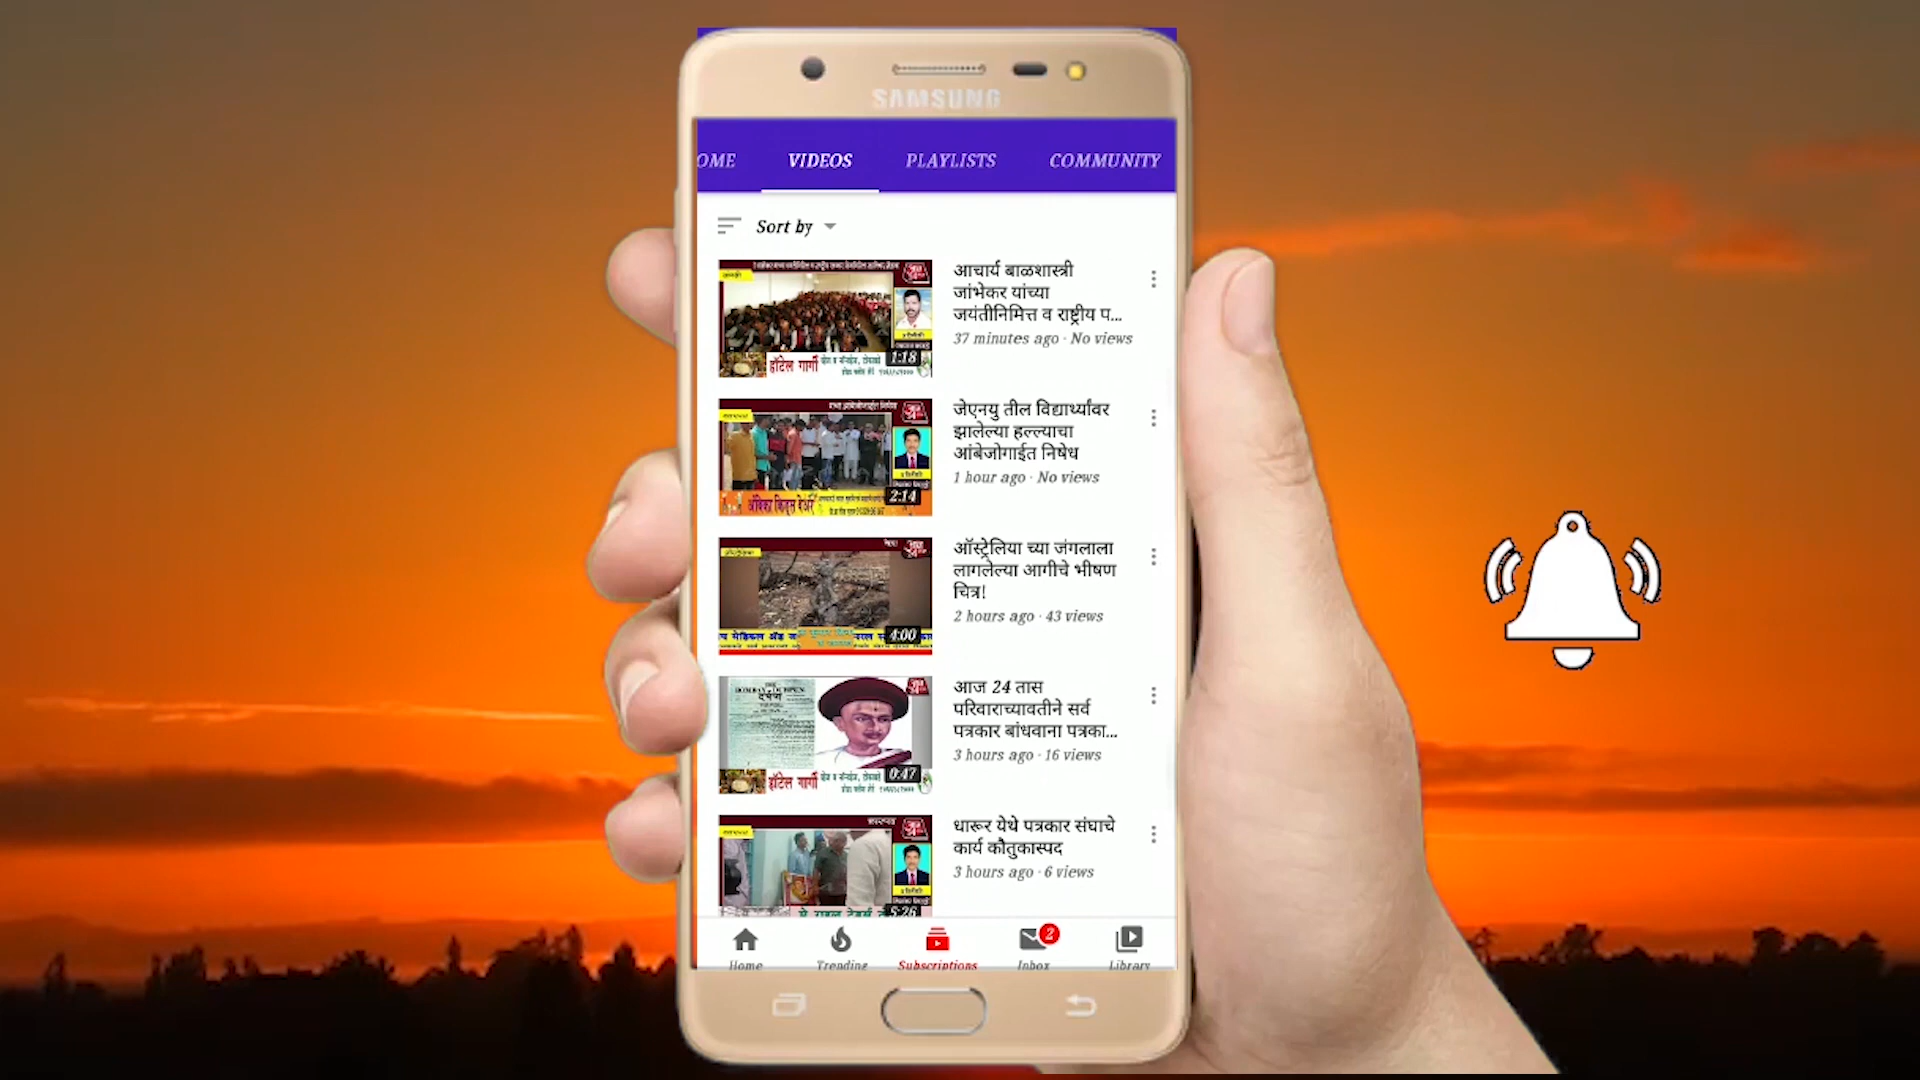 SAMSUNG
OME VIDEOS PLAYLISTS COMMUNITY
Sort by
आचार्य बाळशास्त्री
जांभेकर यांच्या
जयंतीनिमित्त व राष्ट्रीय प...
37 minutes ago · No views
हॉटेल गार्गी
1:18
जेएनयु तील विद्यार्थ्यांवर
झालेल्या हल्ल्याचा
आंबेजोगाईत निषेध
1 hour ago · No views
2:14
अंबिका किड्स वेअर
ऑस्ट्रेलिया च्या जंगलाला
लागलेल्या आगीचे भीषण
चित्र!
2 hours ago · 43 views
4:00
आज 24 तास
परिवाराच्यावतीने सर्व
पत्रकार बांधवाना पत्रका...
3 hours ago · 16 views
हॉटेल गार्गी
0:47
धारूर येथे पत्रकार संघाचे
कार्य कौतुकास्पद
3 hours ago · 6 views
5:26
2
Home Trending Subscriptions Inbox Library